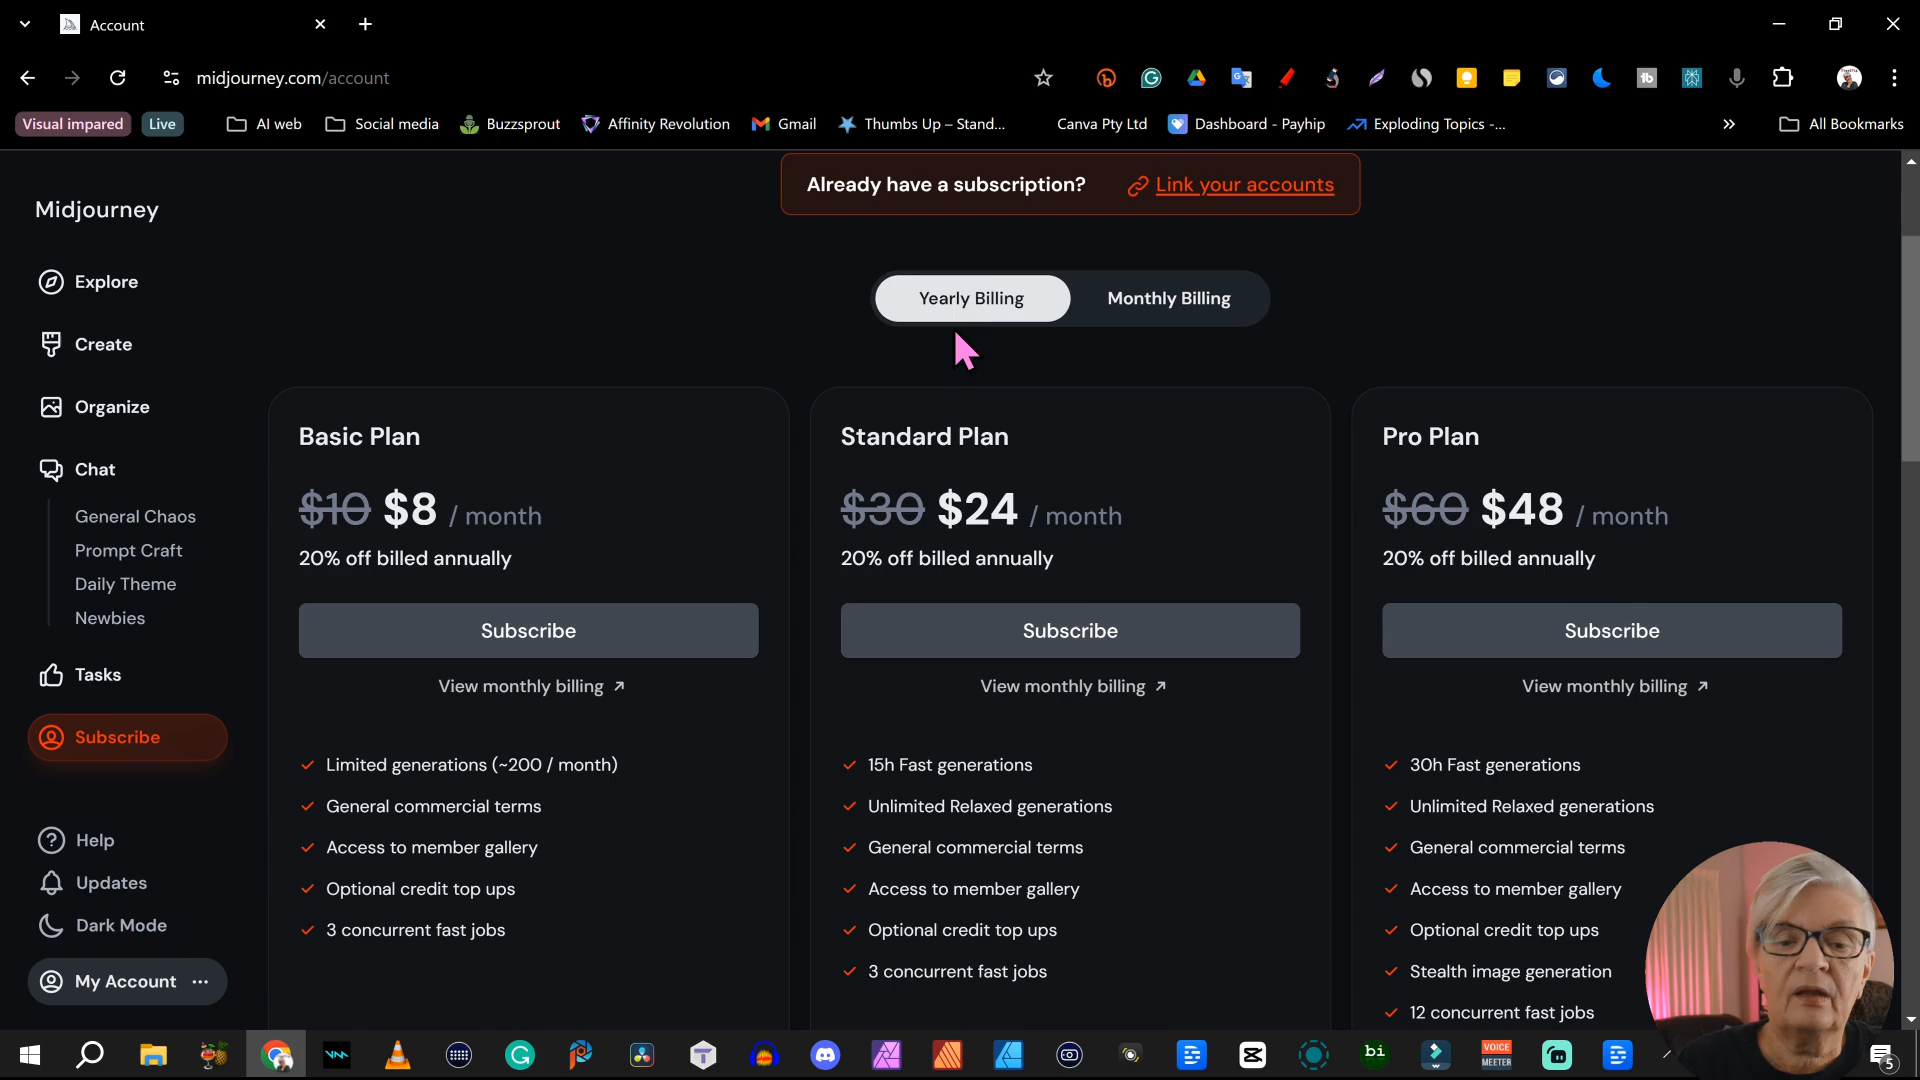 Account
midjourney.com/account
Visual impared
Live
AI web
Social media
Buzzsprout
Affinity Revolution
Gmail
Thumbs Up – Stand...
Canva Pty Ltd
Dashboard - Payhip
Exploding Topics -...
All Bookmarks
Already have a subscription?
Link your accounts
Midjourney
Explore
Create
Organize
Chat
General Chaos
Prompt Craft
Daily Theme
Newbies
Tasks
Subscribe
Help
Updates
Dark Mode
My Account
Yearly Billing
Monthly Billing
Basic Plan
$10 $8 / month
20% off billed annually
Subscribe
View monthly billing
Limited generations (~200 / month)
General commercial terms
Access to member gallery
Optional credit top ups
3 concurrent fast jobs
Standard Plan
$30 $24 / month
20% off billed annually
Subscribe
View monthly billing
15h Fast generations
Unlimited Relaxed generations
General commercial terms
Access to member gallery
Optional credit top ups
3 concurrent fast jobs
Pro Plan
$60 $48 / month
20% off billed annually
Subscribe
View monthly billing
30h Fast generations
Unlimited Relaxed generations
General commercial terms
Access to member gallery
Optional credit top ups
Stealth image generation
12 concurrent fast jobs
bi
VOICE
MEETER
5